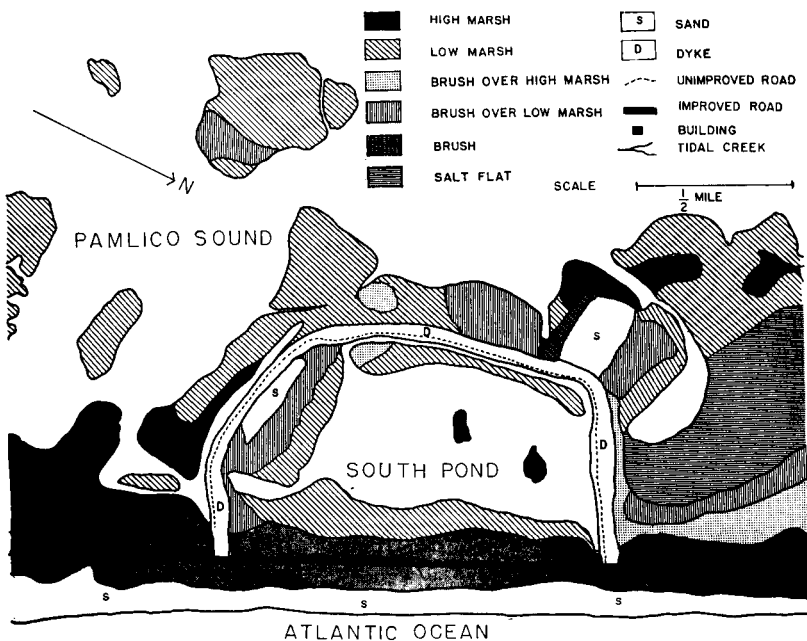 HIGH MARSH
LOW MARSH
BRUSH OVER HIGH MARSH
BRUSH OVER LOW MARSH
BRUSH
SALT FLAT
S SAND
D DYKE
UNIMPROVED ROAD
IMPROVED ROAD
BUILDING
TIDAL CREEK
SCALE
1/2 MILE
N
PAMLICO SOUND
D
S
S
D
SOUTH POND
D
S
S
S
ATLANTIC OCEAN